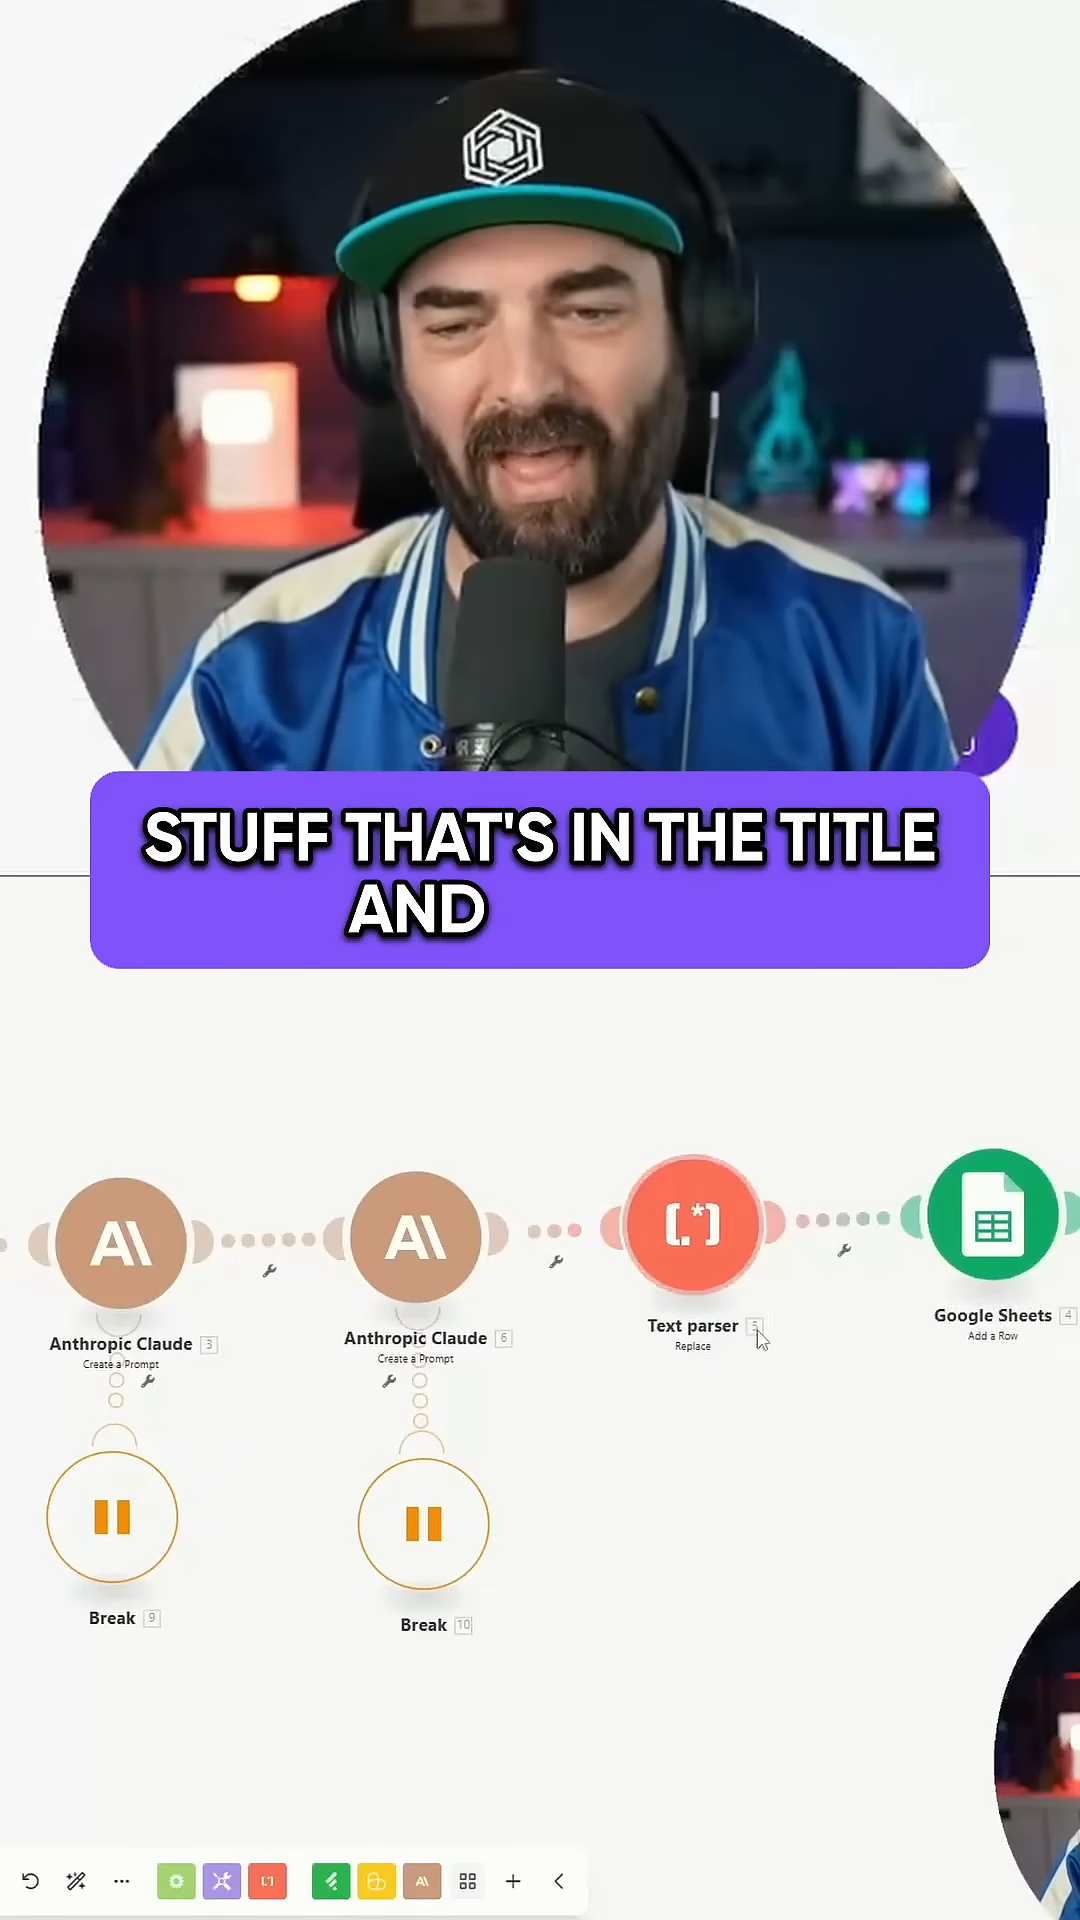 STUFF THAT'S IN THE TITLE
AND
Anthropic Claude 3
Create a Prompt
Anthropic Claude 6
Create a Prompt
Text parser 5
Replace
Google Sheets 4
Add a Row
Break 9
Break 10